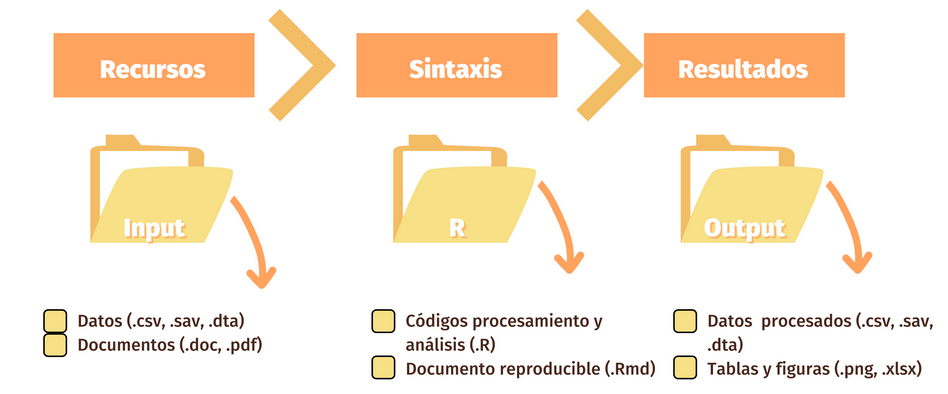 Recursos
Sintaxis
Resultados
Input
R
Output
Datos (.csv, .sav, .dta)
Documentos (.doc, .pdf)
Códigos procesamiento y
análisis (.R)
Documento reproducible (.Rmd)
Datos procesados (.csv, .sav,
.dta)
Tablas y figuras (.png, .xlsx)